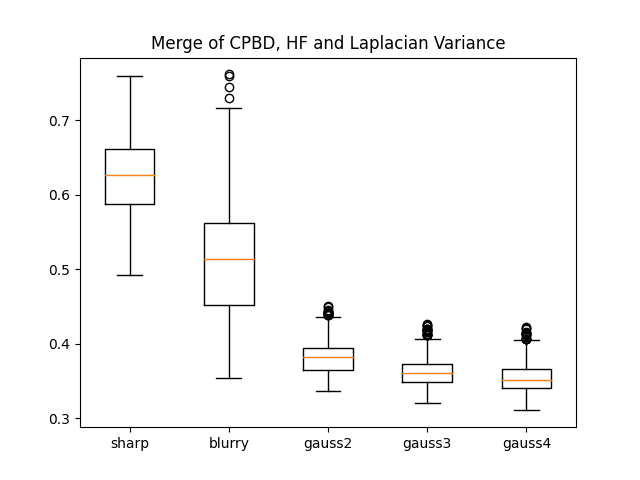 Merge of CPBD, HF and Laplacian Variance
0.7
0.6
0.5
0.4
0.3
sharp blurry gauss2 gauss3 gauss4